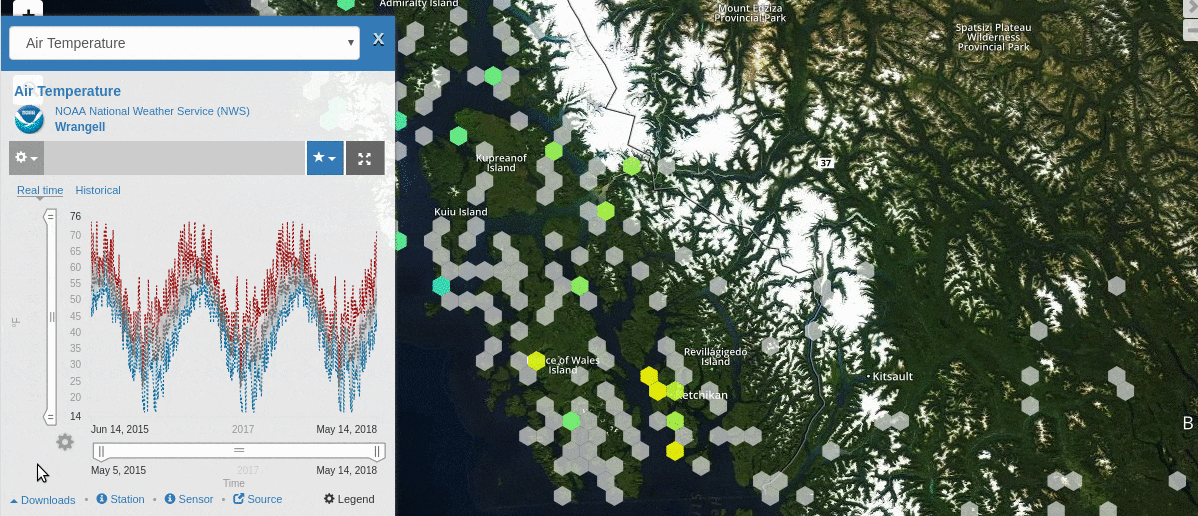 +
Admiralty Island
Mount Edziza
Provincial Park
Spatsizi Plateau
Wilderness
Provincial Park
Air Temperature
X
Air Temperature
NOAA National Weather Service (NWS)
Wrangell
Real time Historical
Kupreanof
Island
37
Kuiu Island
76
70
65
60
55
50
45
40
35
30
25
20
14
°F
Jun 14, 2015 2017 May 14, 2018
May 5, 2015 2017 May 14, 2018
Time
Downloads • Station • Sensor • Source Legend
ce of Wales
Island
Revillagigedo
Island
Kitsault
etchikan
B